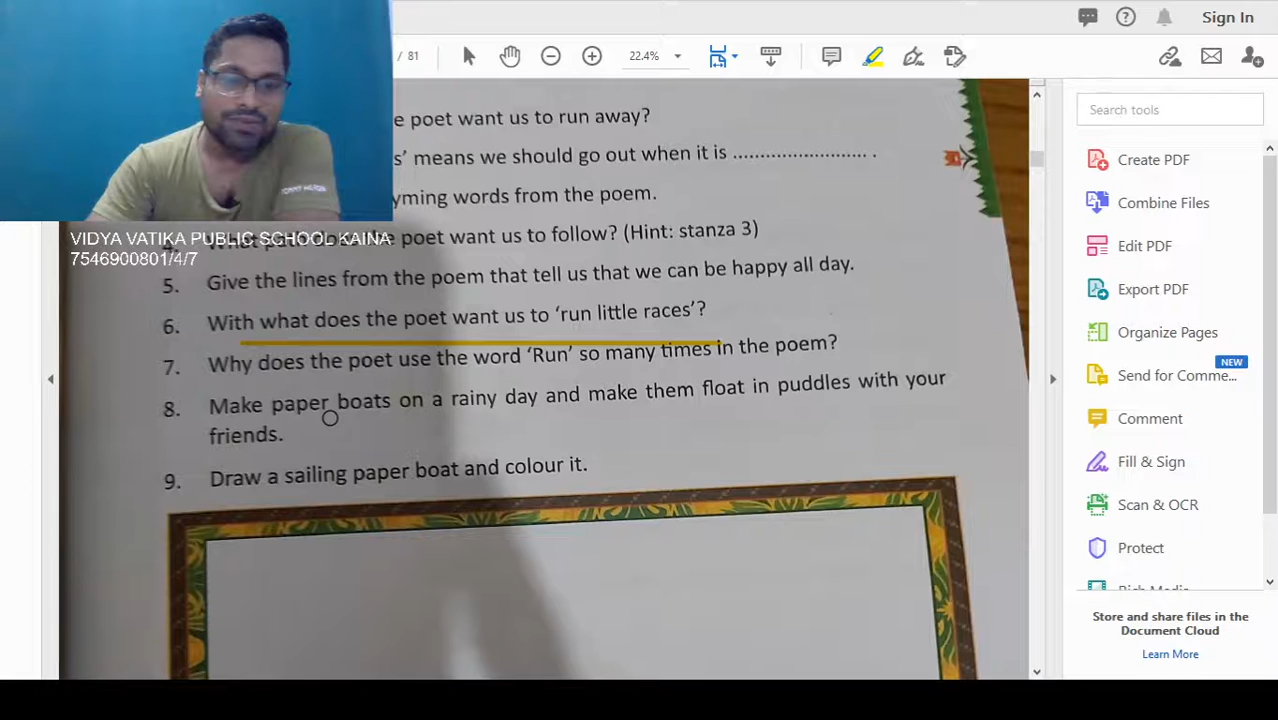 Sign In
/ 81
22.4%
e poet want us to run away?
s' means we should go out when it is ........................ .
yming words from the poem.
VIDYA VATIKA PUBLIC SCHOOL KAINA
7546900801/4/7
4. What the poet want us to follow? (Hint: stanza 3)
5. Give the lines from the poem that tell us that we can be happy all day.
6. With what does the poet want us to 'run little races'?
7. Why does the poet use the word 'Run' so many times in the poem?
8. Make paper boats on a rainy day and make them float in puddles with your
friends.
9. Draw a sailing paper boat and colour it.
Search tools
Create PDF
Combine Files
Edit PDF
Export PDF
Organize Pages
NEW
Send for Comme...
Comment
Fill & Sign
Scan & OCR
Protect
Rich Media
Store and share files in the
Document Cloud
Learn More
TOMMY HILFIGER